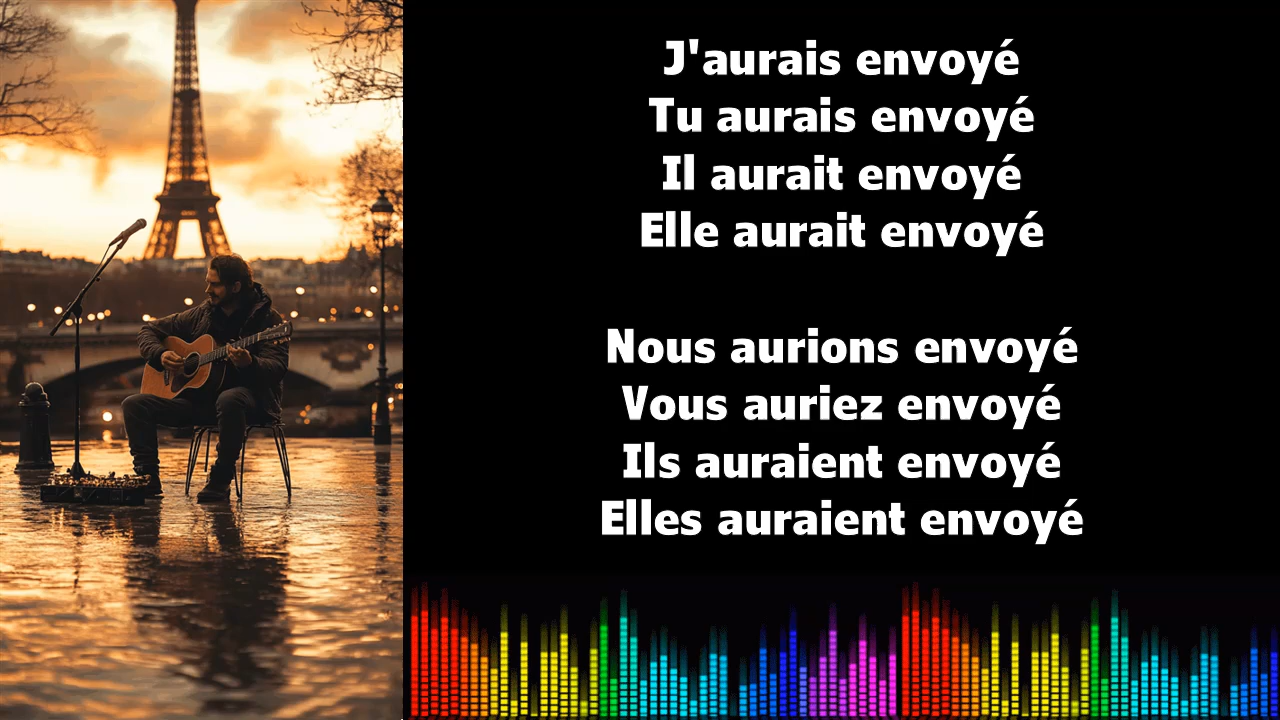 J'aurais envoyé
Tu aurais envoyé
Il aurait envoyé
Elle aurait envoyé
Nous aurions envoyé
Vous auriez envoyé
Ils auraient envoyé
Elles auraient envoyé